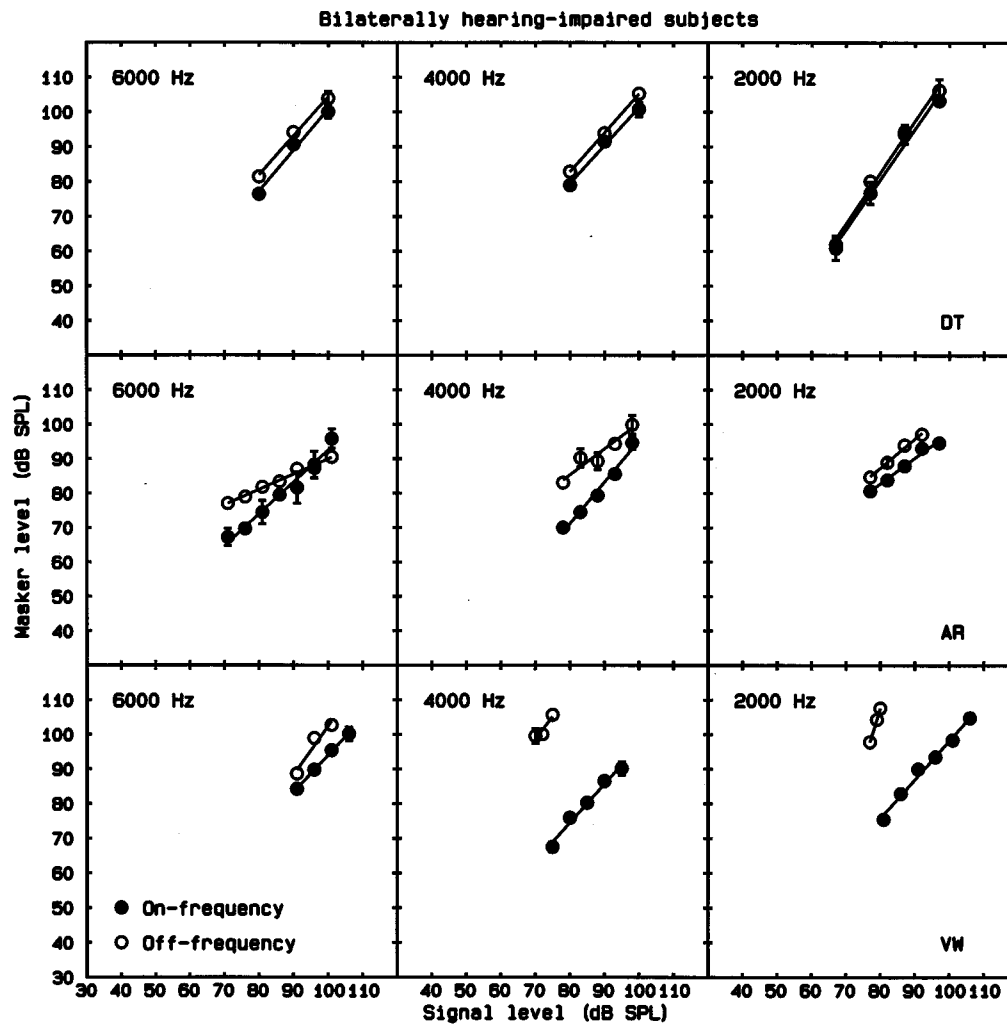 Bilaterally hearing-impaired subjects
6000 Hz
4000 Hz
2000 Hz
110
100
90
80
70
60
50
40
DT
6000 Hz
4000 Hz
2000 Hz
100
90
80
70
60
50
40
AR
Masker level (dB SPL)
6000 Hz
4000 Hz
2000 Hz
110
100
90
80
70
60
50
40
30
On-frequency
Off-frequency
VW
30 40 50 60 70 80 90 100 110
40 50 60 70 80 90 100 110
40 50 60 70 80 90 100 110
Signal level (dB SPL)